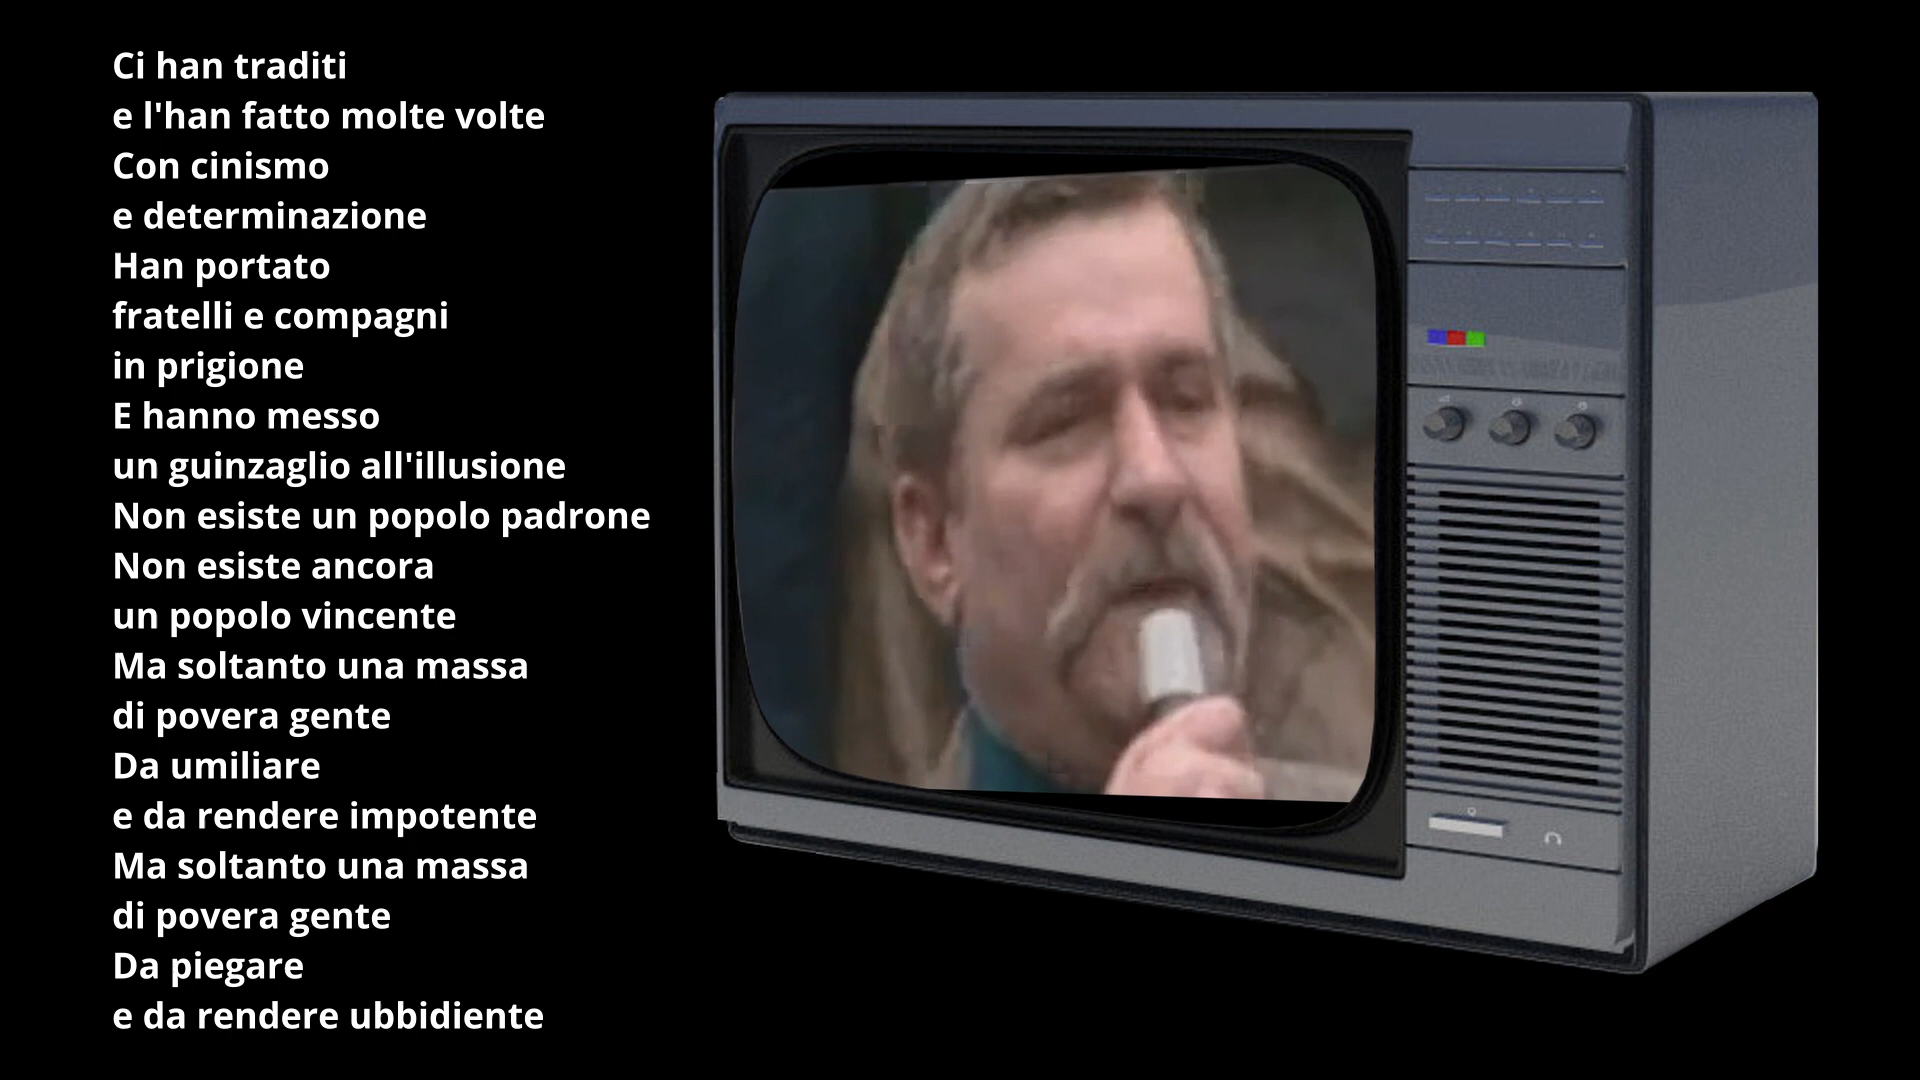 Ci han traditi
e l'han fatto molte volte
Con cinismo
e determinazione
Han portato
fratelli e compagni
in prigione
E hanno messo
un guinzaglio all'illusione
Non esiste un popolo padrone
Non esiste ancora
un popolo vincente
Ma soltanto una massa
di povera gente
Da umiliare
e da rendere impotente
Ma soltanto una massa
di povera gente
Da piegare
e da rendere ubbidiente